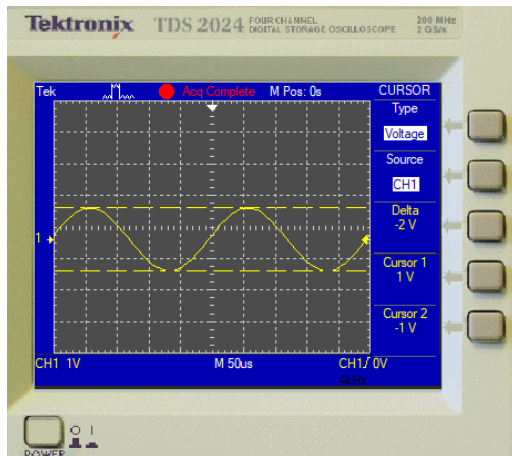 Tektronix TDS 2024 FOUR CHANNEL DIGITAL STORAGE OSCILLOSCOPE 200 MHz 2 GS/s
Tek Acq Complete M Pos: 0s CURSOR
Type
Voltage
Source
CH1
Delta
-2 V
1
Cursor 1
1 V
Cursor 2
-1 V
CH1 1V M 50us CH1 0V
POWER